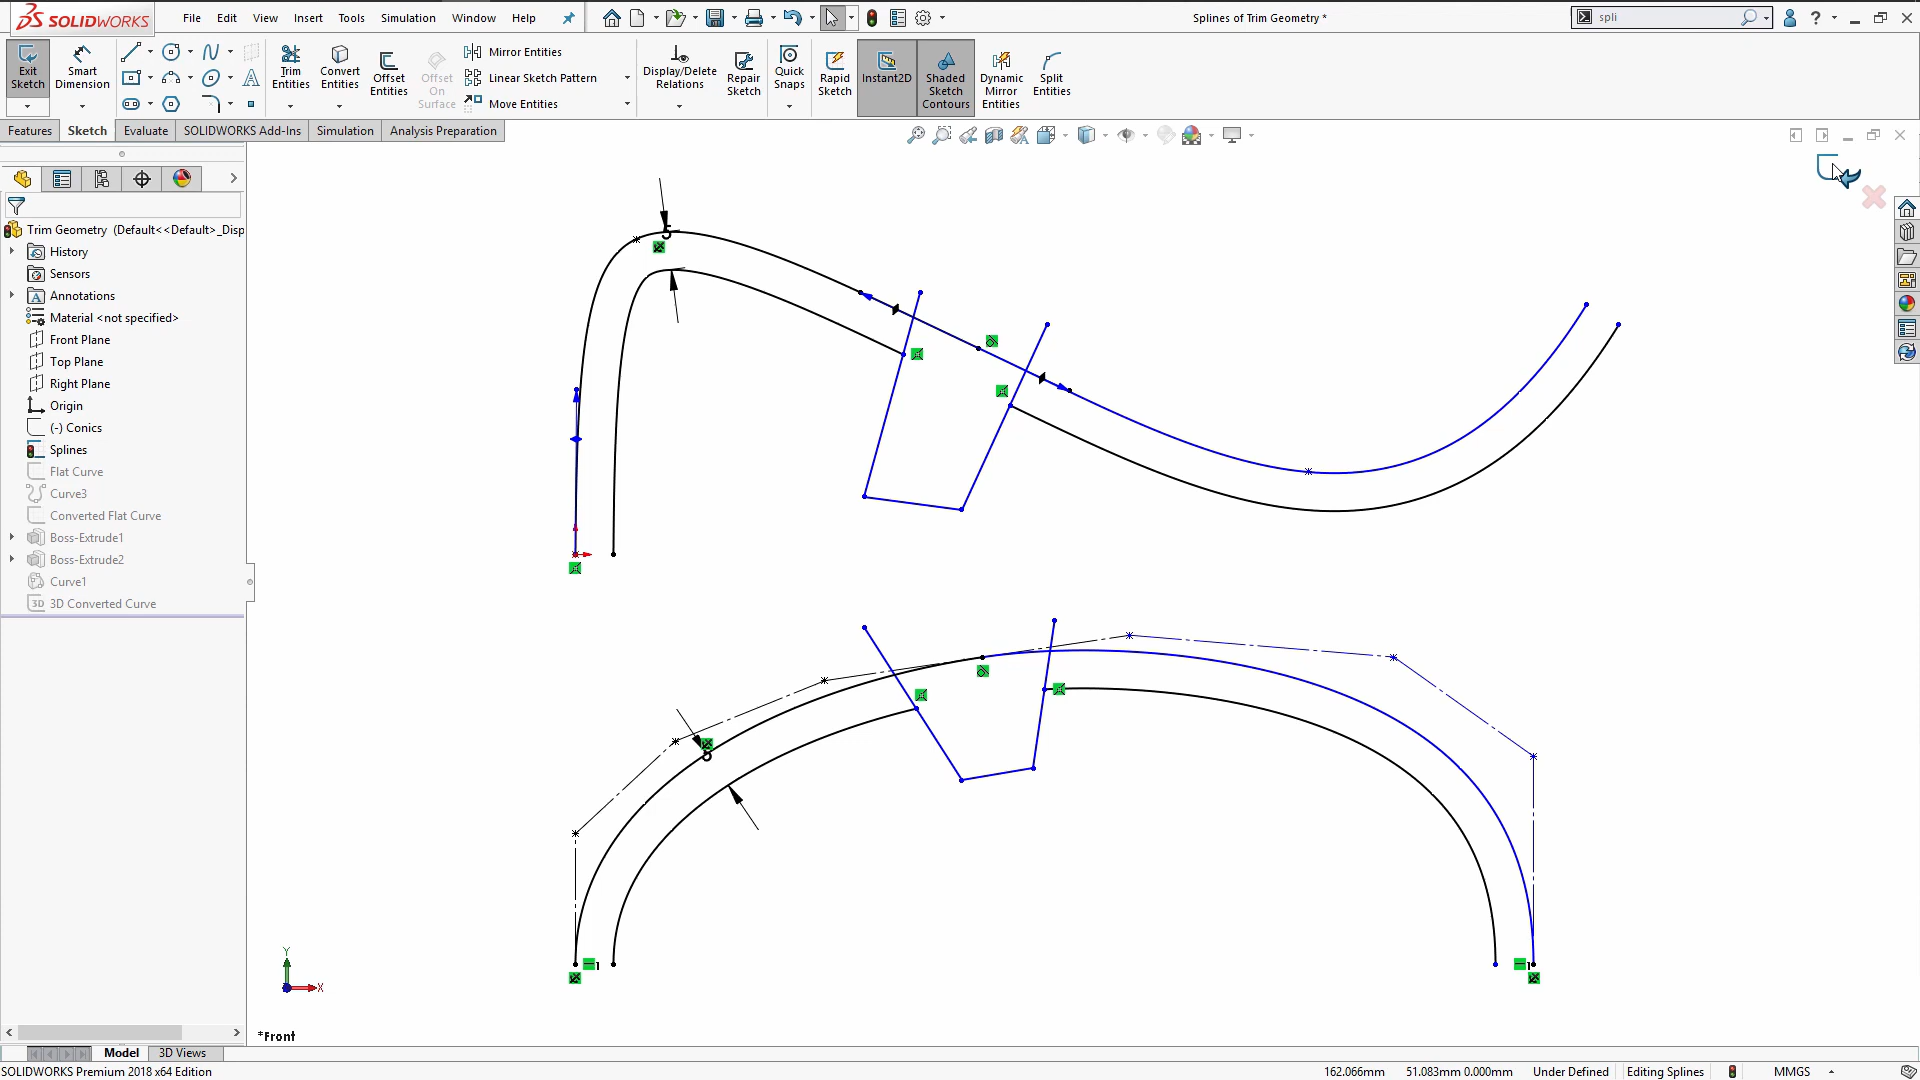 SOLIDWORKS
File Edit View Insert Tools Simulation Window Help
Splines of Trim Geometry *
spli
Exit Sketch
Smart Dimension
Trim Entities
Convert Entities
Offset Entities
Offset On Surface
Mirror Entities
Linear Sketch Pattern
Move Entities
Display/Delete Relations
Repair Sketch
Quick Snaps
Rapid Sketch
Instant2D
Shaded Sketch Contours
Dynamic Mirror Entities
Split Entities
Features Sketch Evaluate SOLIDWORKS Add-Ins Simulation Analysis Preparation
Trim Geometry (Default<<Default>_Disp
History
Sensors
Annotations
Material <not specified>
Front Plane
Top Plane
Right Plane
Origin
(-) Conics
Splines
Flat Curve
Curve3
Converted Flat Curve
Boss-Extrude1
Boss-Extrude2
Curve1
3D 3D Converted Curve
5
5
1
1
Y
X
*Front
Model 3D Views
SOLIDWORKS Premium 2018 x64 Edition
162.066mm 51.083mm 0.000mm Under Defined Editing Splines MMGS